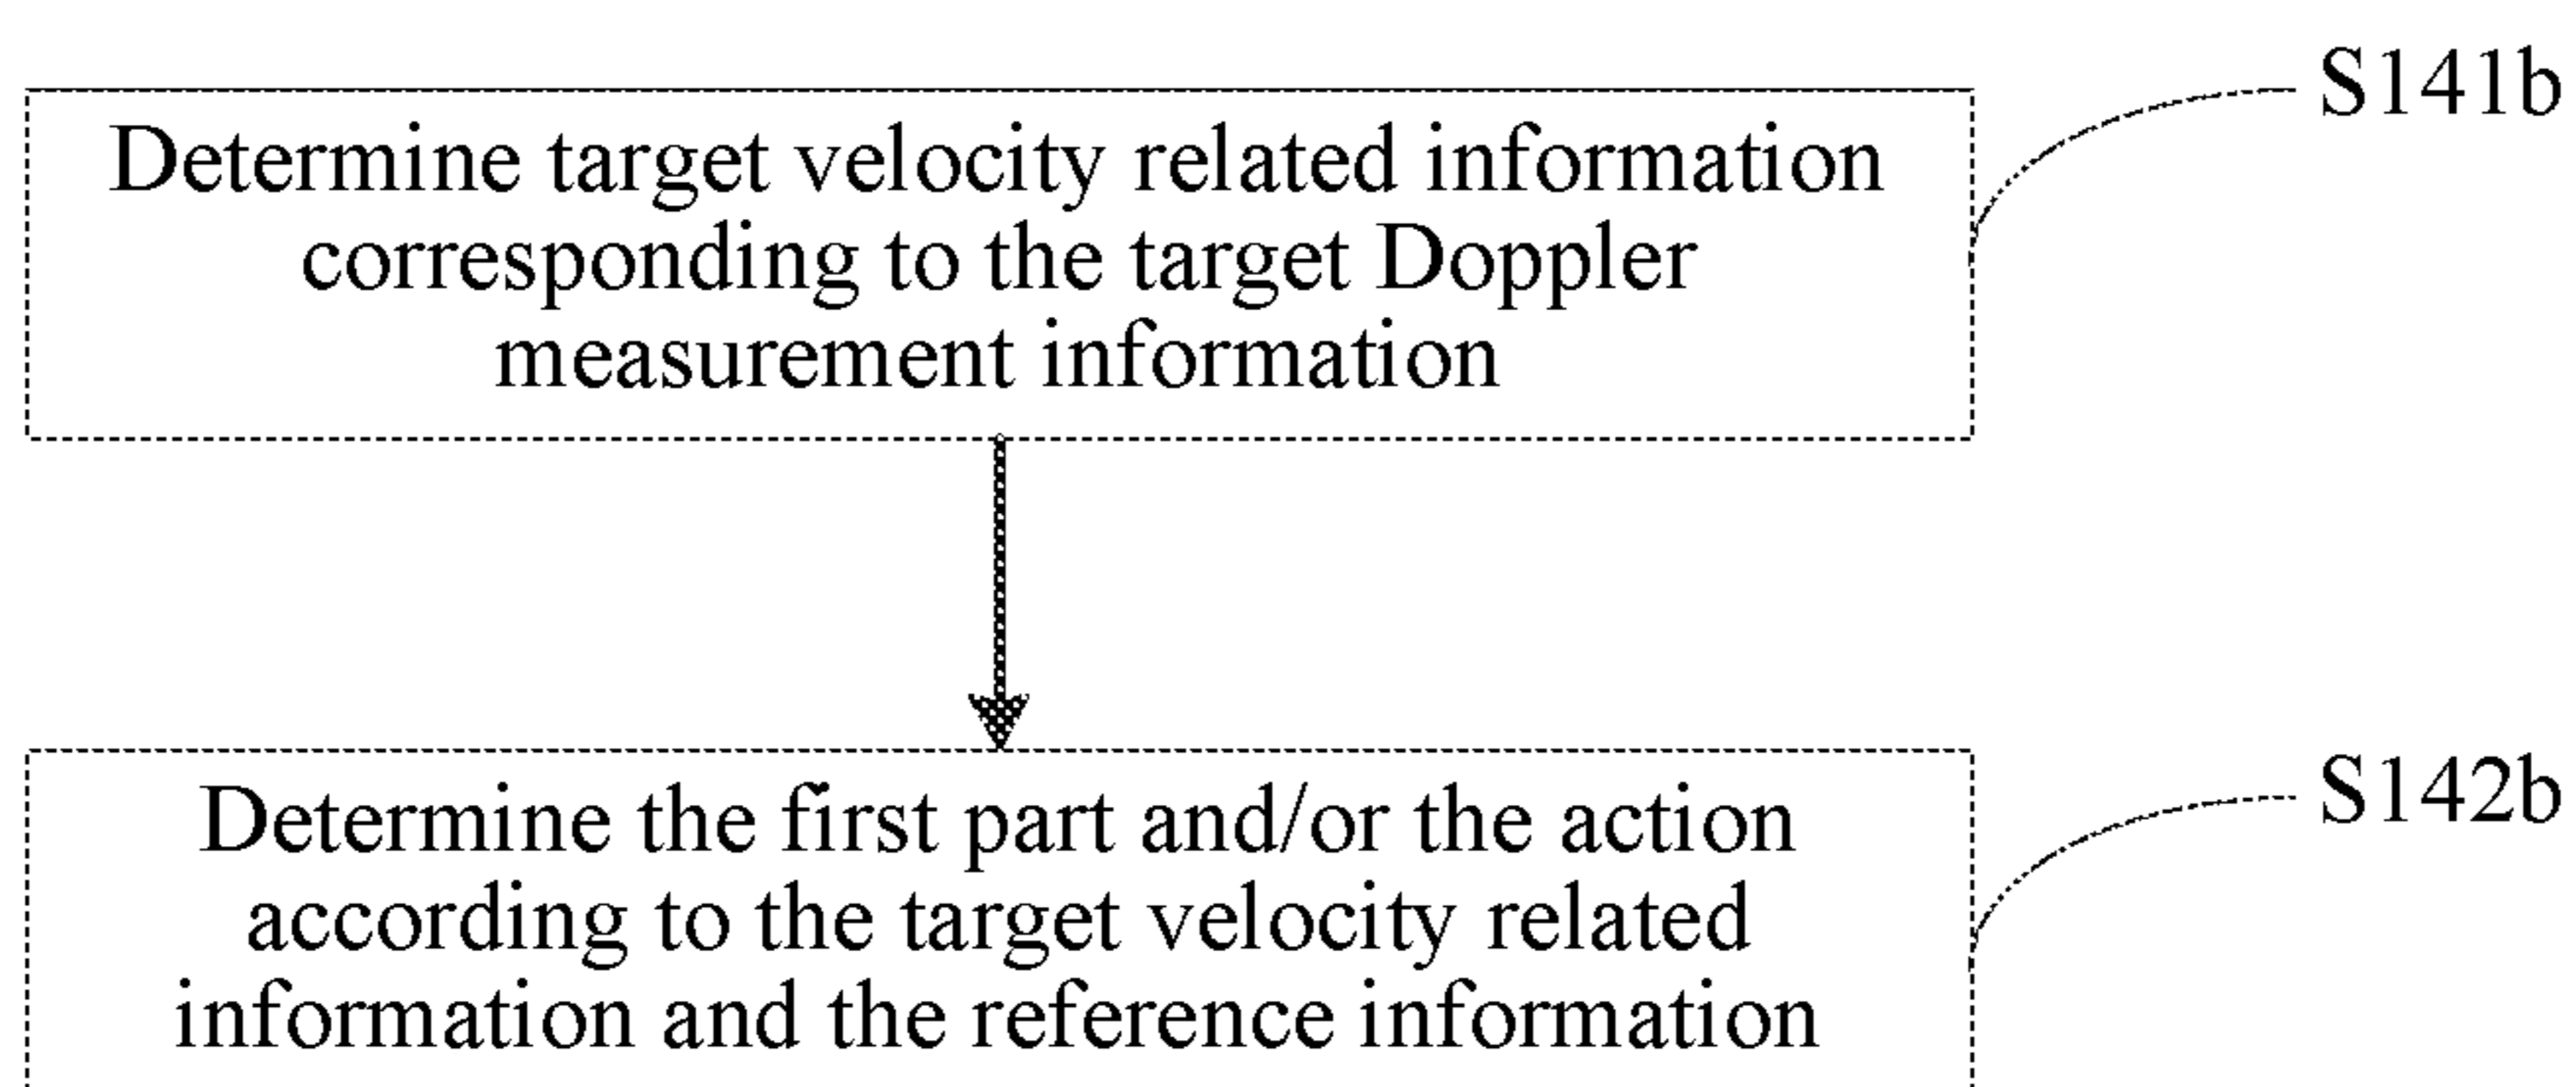 Determine target velocity related information
corresponding to the target Doppler
measurement information
S141b
Determine the first part and/or the action
according to the target velocity related
information and the reference information
S142b